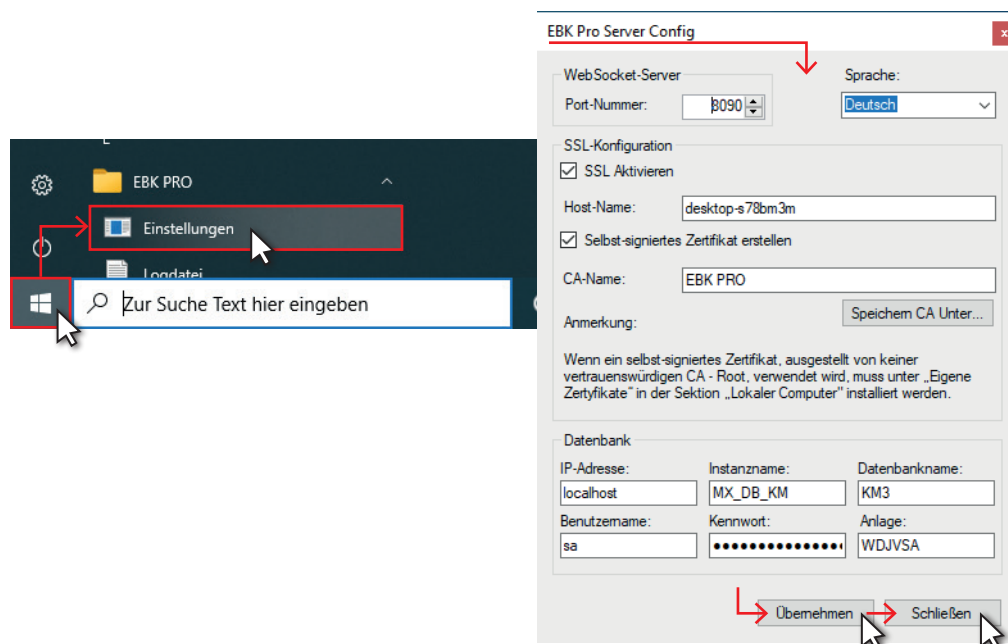 EBK PRO
Einstellungen
Logdatei
Zur Suche Text hier eingeben
EBK Pro Server Config
x
WebSocket-Server
Port-Nummer:
8090
Sprache:
Deutsch
SSL-Konfiguration
SSL Aktivieren
Host-Name:
desktop-s78bm3m
Selbst-signiertes Zertifikat erstellen
CA-Name:
EBK PRO
Anmerkung:
Speichern CA Unter...
Wenn ein selbst-signiertes Zertifikat, ausgestellt von keiner
vertrauenswürdigen CA - Root, verwendet wird, muss unter „Eigene
Zertyfikate" in der Sektion „Lokaler Computer" installiert werden.
Datenbank
IP-Adresse:
Instanzname:
Datenbankname:
localhost
MX_DB_KM
KM3
Benutzername:
Kennwort:
Anlage:
sa
WDJVSA
Übernehmen
Schließen